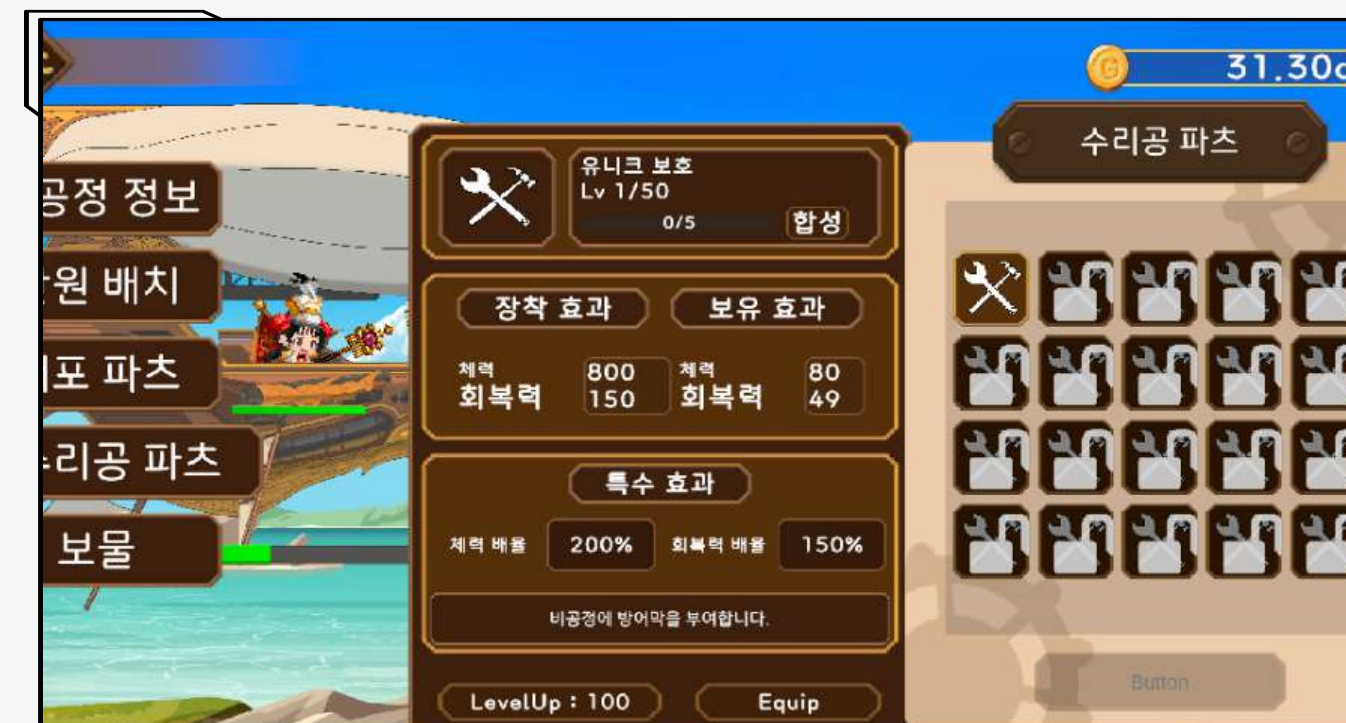 31.30
수리공 파츠
공정 정보
원 배치
포 파츠
리공 파츠
보물
유니크 보호
Lv 1/50
0/5
합성
장착 효과
보유 효과
체력 800 체력 80
회복력 150 회복력 49
특수 효과
체력 배율 200% 회복력 배율 150%
비공정에 방어막을 부여합니다.
LevelUp : 100
Equip
Button